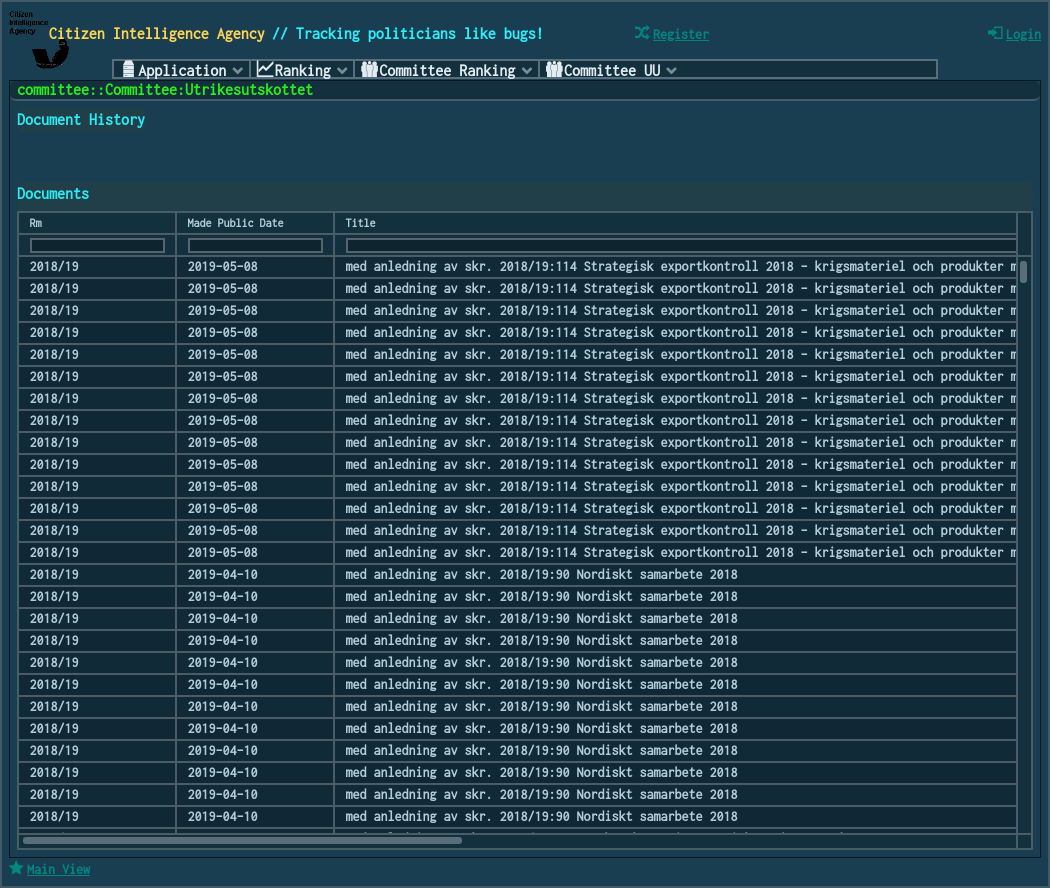 Citizen
Intelligence
Agency
Citizen Intelligence Agency // Tracking politicians like bugs!
Register
Login
Application
Ranking
Committee Ranking
Committee UU
committee::Committee:Utrikesutskottet
Document History
Documents
Rm Made Public Date Title
2018/19 2019-05-08 med anledning av skr. 2018/19:114 Strategisk exportkontroll 2018 – krigsmateriel och produkter
2018/19 2019-05-08 med anledning av skr. 2018/19:114 Strategisk exportkontroll 2018 – krigsmateriel och produkter
2018/19 2019-05-08 med anledning av skr. 2018/19:114 Strategisk exportkontroll 2018 – krigsmateriel och produkter
2018/19 2019-05-08 med anledning av skr. 2018/19:114 Strategisk exportkontroll 2018 – krigsmateriel och produkter
2018/19 2019-05-08 med anledning av skr. 2018/19:114 Strategisk exportkontroll 2018 – krigsmateriel och produkter
2018/19 2019-05-08 med anledning av skr. 2018/19:114 Strategisk exportkontroll 2018 – krigsmateriel och produkter
2018/19 2019-05-08 med anledning av skr. 2018/19:114 Strategisk exportkontroll 2018 – krigsmateriel och produkter
2018/19 2019-05-08 med anledning av skr. 2018/19:114 Strategisk exportkontroll 2018 – krigsmateriel och produkter
2018/19 2019-05-08 med anledning av skr. 2018/19:114 Strategisk exportkontroll 2018 – krigsmateriel och produkter
2018/19 2019-05-08 med anledning av skr. 2018/19:114 Strategisk exportkontroll 2018 – krigsmateriel och produkter
2018/19 2019-05-08 med anledning av skr. 2018/19:114 Strategisk exportkontroll 2018 – krigsmateriel och produkter
2018/19 2019-05-08 med anledning av skr. 2018/19:114 Strategisk exportkontroll 2018 – krigsmateriel och produkter
2018/19 2019-05-08 med anledning av skr. 2018/19:114 Strategisk exportkontroll 2018 – krigsmateriel och produkter
2018/19 2019-05-08 med anledning av skr. 2018/19:114 Strategisk exportkontroll 2018 – krigsmateriel och produkter
2018/19 2019-04-10 med anledning av skr. 2018/19:90 Nordiskt samarbete 2018
2018/19 2019-04-10 med anledning av skr. 2018/19:90 Nordiskt samarbete 2018
2018/19 2019-04-10 med anledning av skr. 2018/19:90 Nordiskt samarbete 2018
2018/19 2019-04-10 med anledning av skr. 2018/19:90 Nordiskt samarbete 2018
2018/19 2019-04-10 med anledning av skr. 2018/19:90 Nordiskt samarbete 2018
2018/19 2019-04-10 med anledning av skr. 2018/19:90 Nordiskt samarbete 2018
2018/19 2019-04-10 med anledning av skr. 2018/19:90 Nordiskt samarbete 2018
2018/19 2019-04-10 med anledning av skr. 2018/19:90 Nordiskt samarbete 2018
2018/19 2019-04-10 med anledning av skr. 2018/19:90 Nordiskt samarbete 2018
2018/19 2019-04-10 med anledning av skr. 2018/19:90 Nordiskt samarbete 2018
2018/19 2019-04-10 med anledning av skr. 2018/19:90 Nordiskt samarbete 2018
2018/19 2019-04-10 med anledning av skr. 2018/19:90 Nordiskt samarbete 2018
Main View